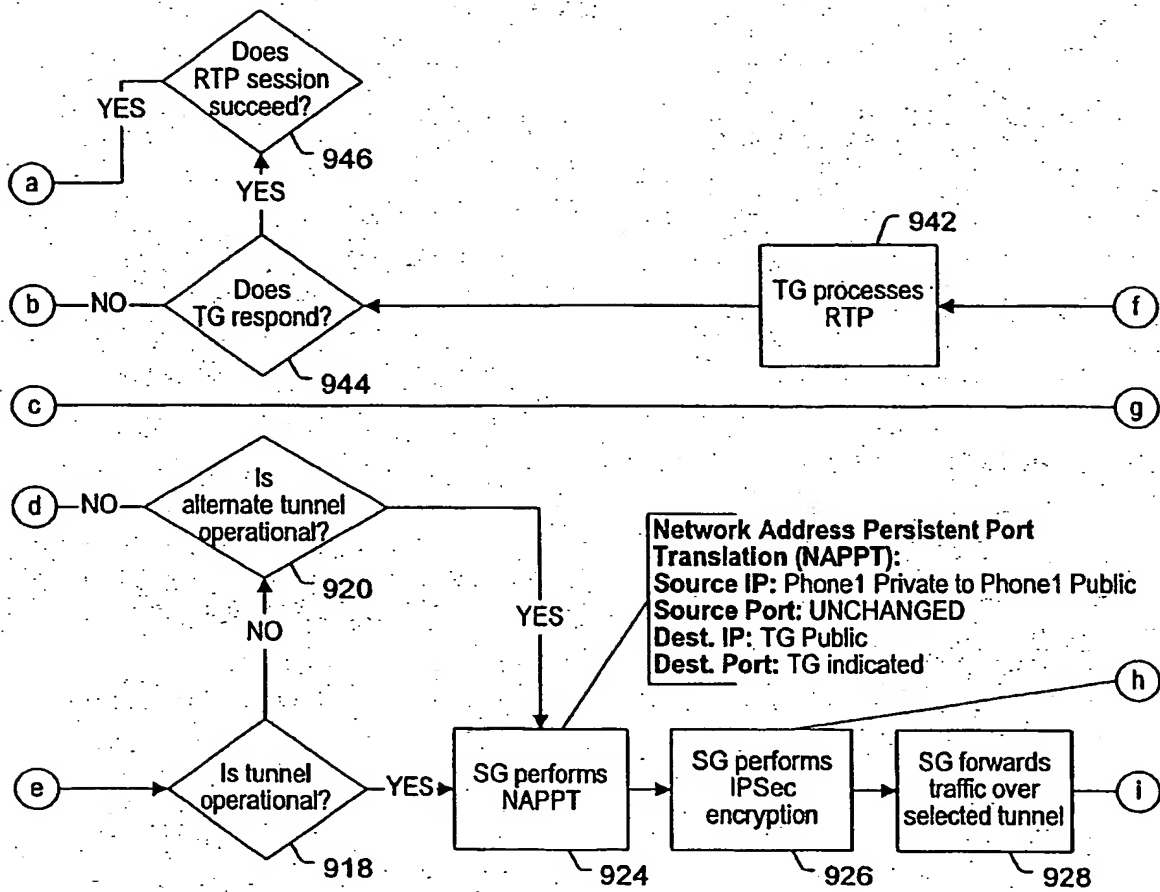 Does
RTP session
succeed?
YES
946
a
YES
942
b
NO
Does
TG respond?
TG processes
RTP
f
944
c
g
d
NO
Is
alternate tunnel
operational?
920
Network Address Persistent Port
Translation (NAPPT):
Source IP: Phone1 Private to Phone1 Public
Source Port: UNCHANGED
Dest. IP: TG Public
Dest. Port: TG indicated
YES
NO
h
e
Is tunnel
operational?
YES
SG performs
NAPPT
SG performs
IPSec
encryption
SG forwards
traffic over
selected tunnel
i
918
924
926
928